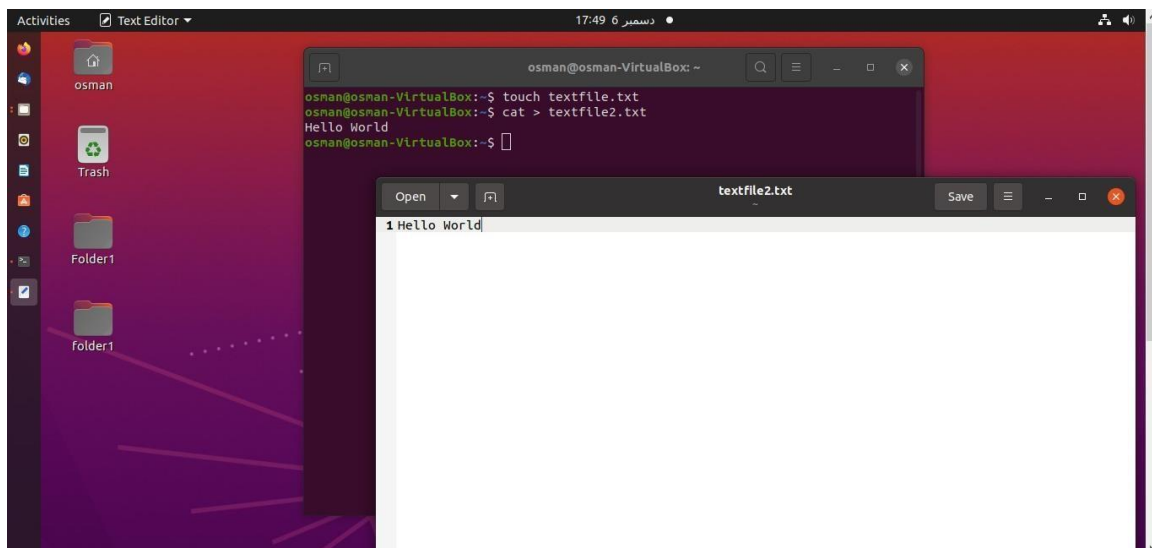 Activities Text Editor
دسمبر 6 17:49
osman
Trash
Folder1
folder1
osman@osman-VirtualBox: ~
osman@osman-VirtualBox:~$ touch textfile.txt
osman@osman-VirtualBox:~$ cat > textfile2.txt
Hello World
osman@osman-VirtualBox:~$
Open
textfile2.txt
~
Save
1 Hello World